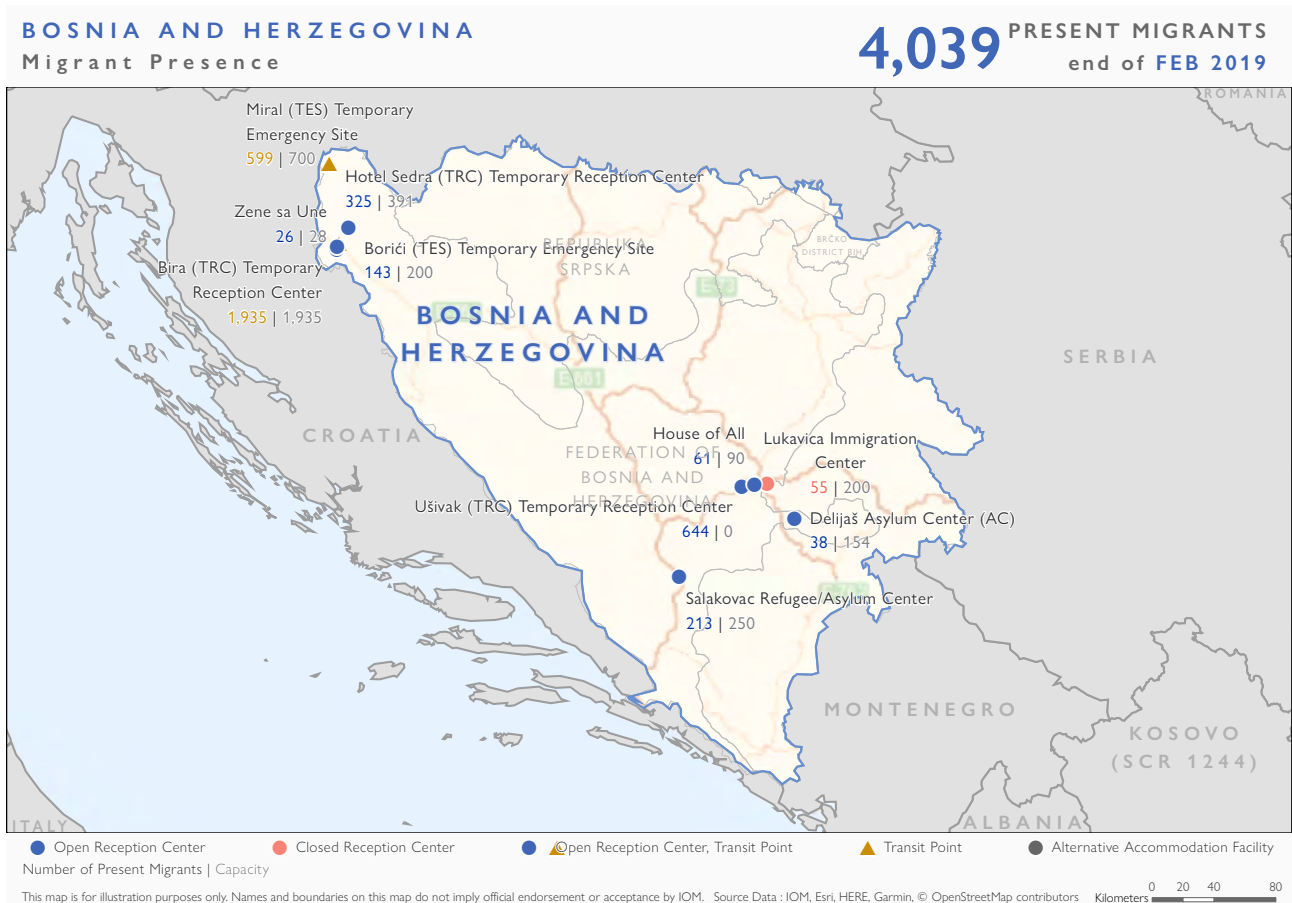 BOSNIA AND HERZEGOVINA
Migrant Presence
4,039 PRESENT MIGRANTS
end of FEB 2019
ROMANIA
Miral (TES) Temporary
Emergency Site
599 | 700
Hotel Sedra (TRC) Temporary Reception Center
325 | 391
Zene sa Une
26 | 28
Borići (TES) Temporary Emergency Site
143 | 200
Bira (TRC) Temporary
Reception Center
1,935 | 1,935
REPUBLIKA
SRPSKA
BRČKO
DISTRICT BIH
E73
BOSNIA AND
HERZEGOVINA
E661
SERBIA
CROATIA
House of All
61 | 90
Lukavica Immigration
Center
55 | 200
FEDERATION OF
BOSNIA AND
HERZEGOVINA
Ušivak (TRC) Temporary Reception Center
644 | 0
Delijaš Asylum Center (AC)
38 | 154
Salakovac Refugee/Asylum Center
213 | 250
MONTENEGRO
KOSOVO
(SCR 1244)
ITALY
ALBANIA
Open Reception Center
Closed Reception Center
Open Reception Center, Transit Point
Transit Point
Alternative Accommodation Facility
Number of Present Migrants | Capacity
This map is for illustration purposes only. Names and boundaries on this map do not imply official endorsement or acceptance by IOM. Source Data : IOM, Esri, HERE, Garmin, © OpenStreetMap contributors
Kilometers
0 20 40 80